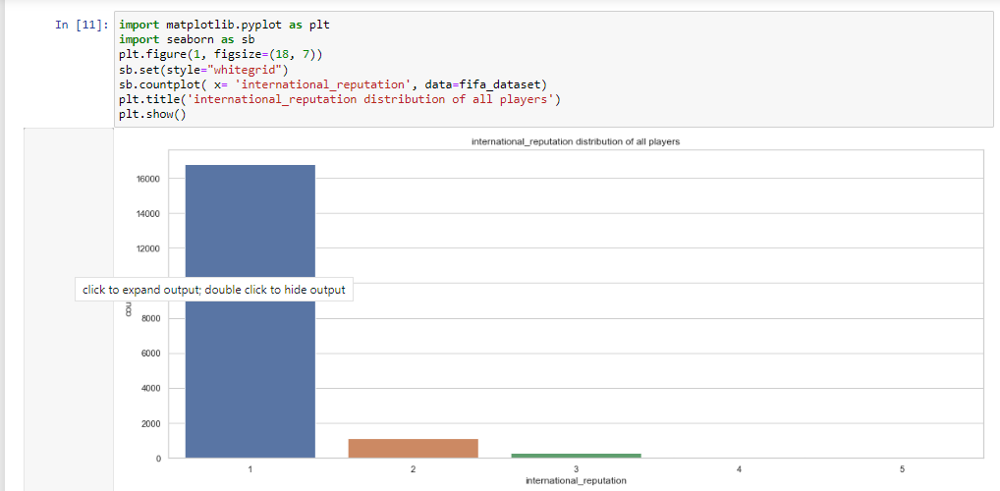 In [11]: import matplotlib.pyplot as plt
import seaborn as sb
plt.figure(1, figsize=(18, 7))
sb.set(style="whitegrid")
sb.countplot( x= 'international_reputation', data=fifa_dataset)
plt.title('international_reputation distribution of all players')
plt.show()
international_reputation distribution of all players
16000
14000
12000
click to expand output; double click to hide output
cou
8000
6000
4000
2000
0
1 2 3 4 5
international_reputation